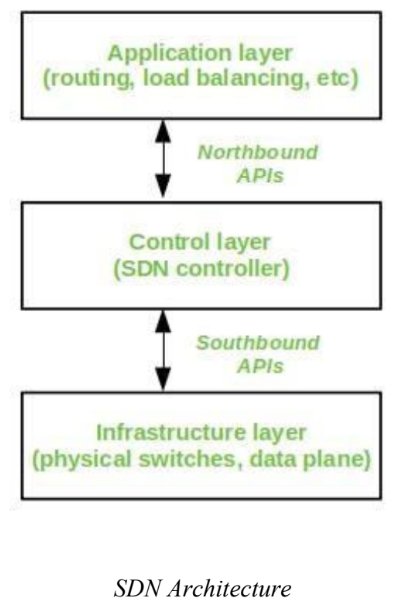 Application layer
(routing, load balancing, etc)
Northbound
APIs
Control layer
(SDN controller)
Southbound
APIs
Infrastructure layer
(physical switches, data plane)
SDN Architecture